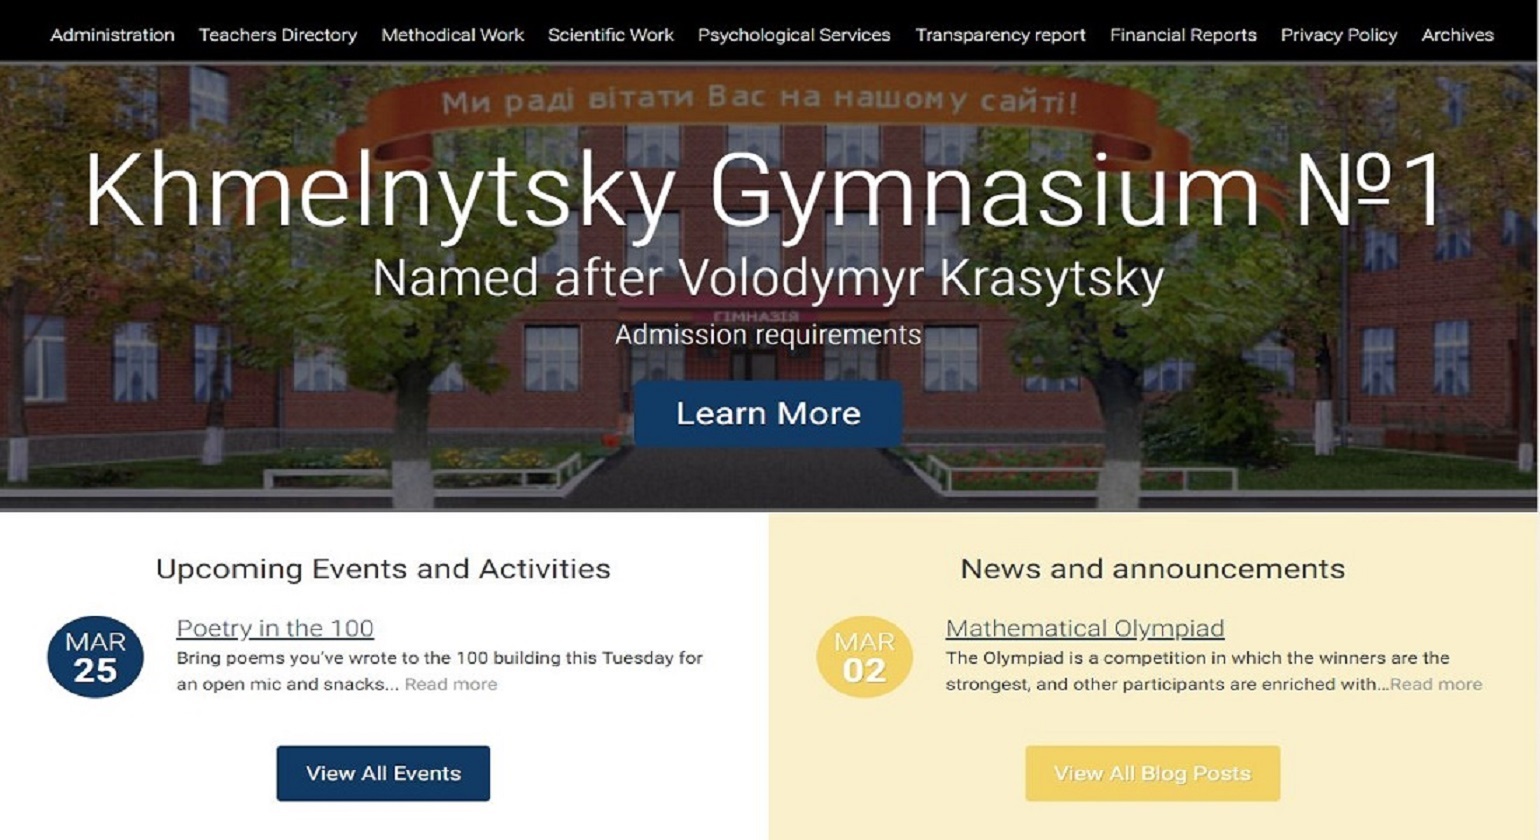 Administration Teachers Directory Methodical Work Scientific Work Psychological Services Transparency report Financial Reports Privacy Policy Archives
Ми раді вітати Вас на нашому сайті!
Khmelnytsky Gymnasium №1
Named after Volodymyr Krasytsky
ГІМНАЗІЯ
Admission requirements
Learn More
Upcoming Events and Activities
MAR
25
Poetry in the 100
Bring poems you've wrote to the 100 building this Tuesday for
an open mic and snacks... Read more
View All Events
News and announcements
MAR
02
Mathematical Olympiad
The Olympiad is a competition in which the winners are the
strongest, and other participants are enriched with...Read more
View All Blog Posts